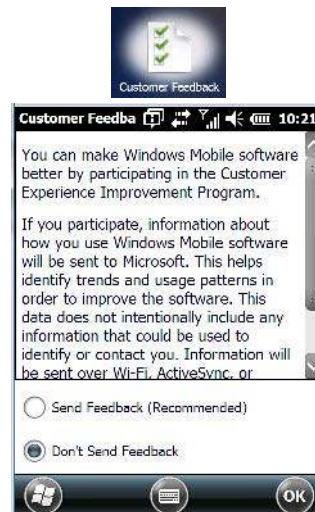 Customer Feedback
Customer Feedba 10:21
You can make Windows Mobile software
better by participating in the Customer
Experience Improvement Program.
If you participate, information about
how you use Windows Mobile software
will be sent to Microsoft. This helps
identify trends and usage patterns in
order to improve the software. This
data does not intentionally include any
information that could be used to
identify or contact you. Information will
be sent over Wi-Fi, ActiveSync, or
Send Feedback (Recommended)
Don't Send Feedback
OK